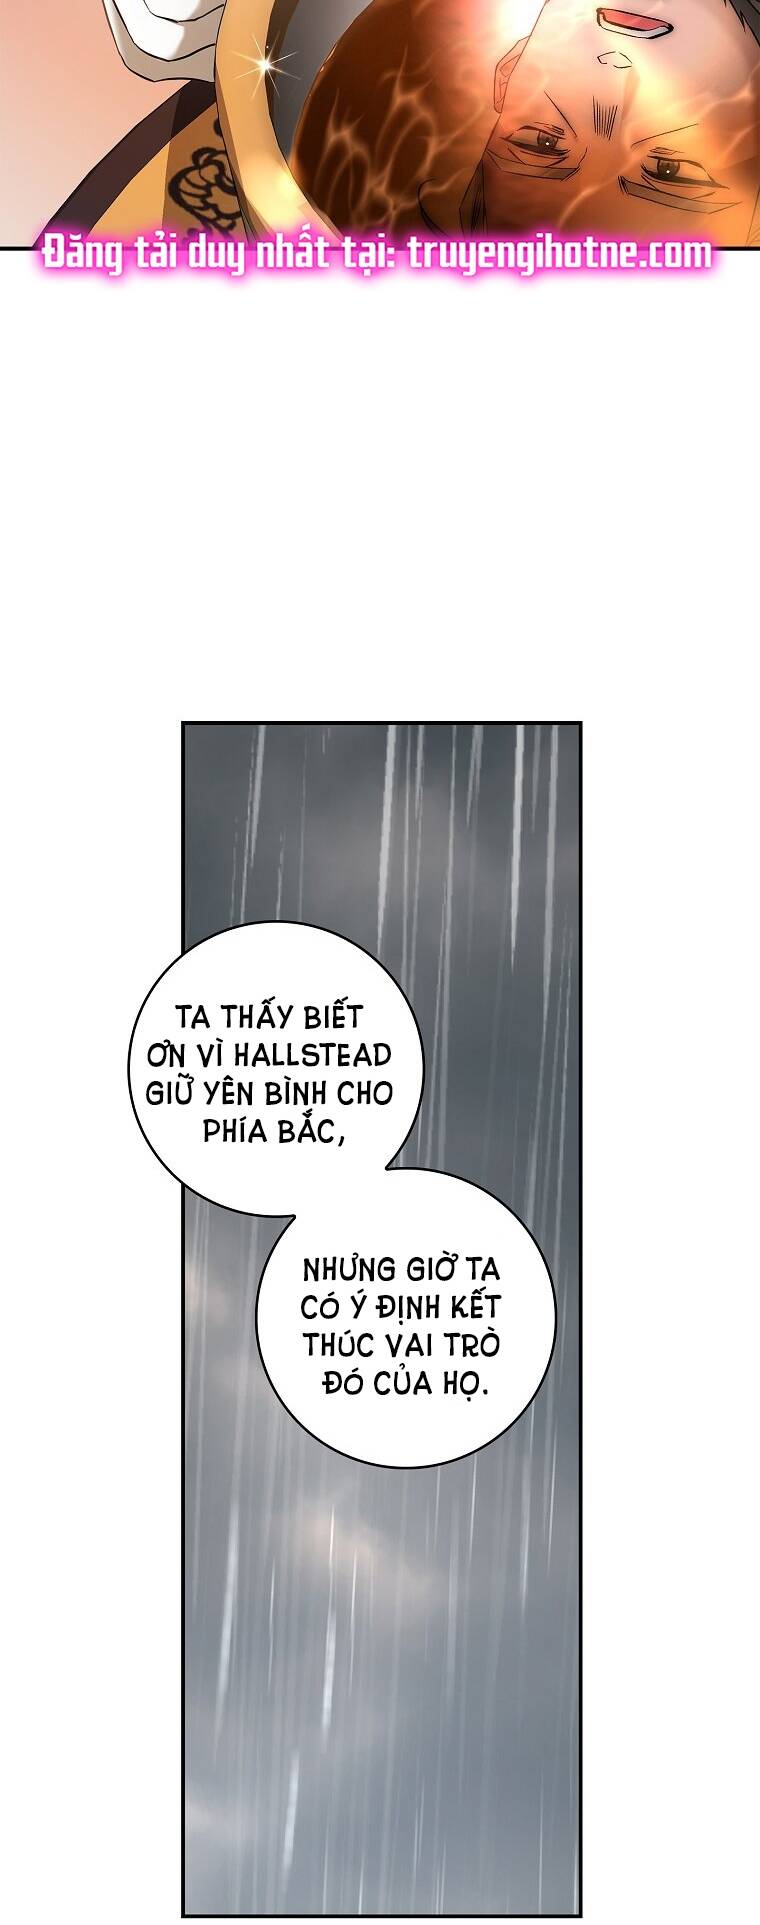 Đăng tải duy nhất tại: truyengihotne.com
TA THẤY BIẾT
ƠN VÌ HALLSTEAD
GIỮ YÊN BÌNH CHO
PHÍA BẮC,
NHƯNG GIỜ TA
CÓ Ý ĐỊNH KẾT
THÚC VAI TRÒ
ĐÓ CỦA HỌ.